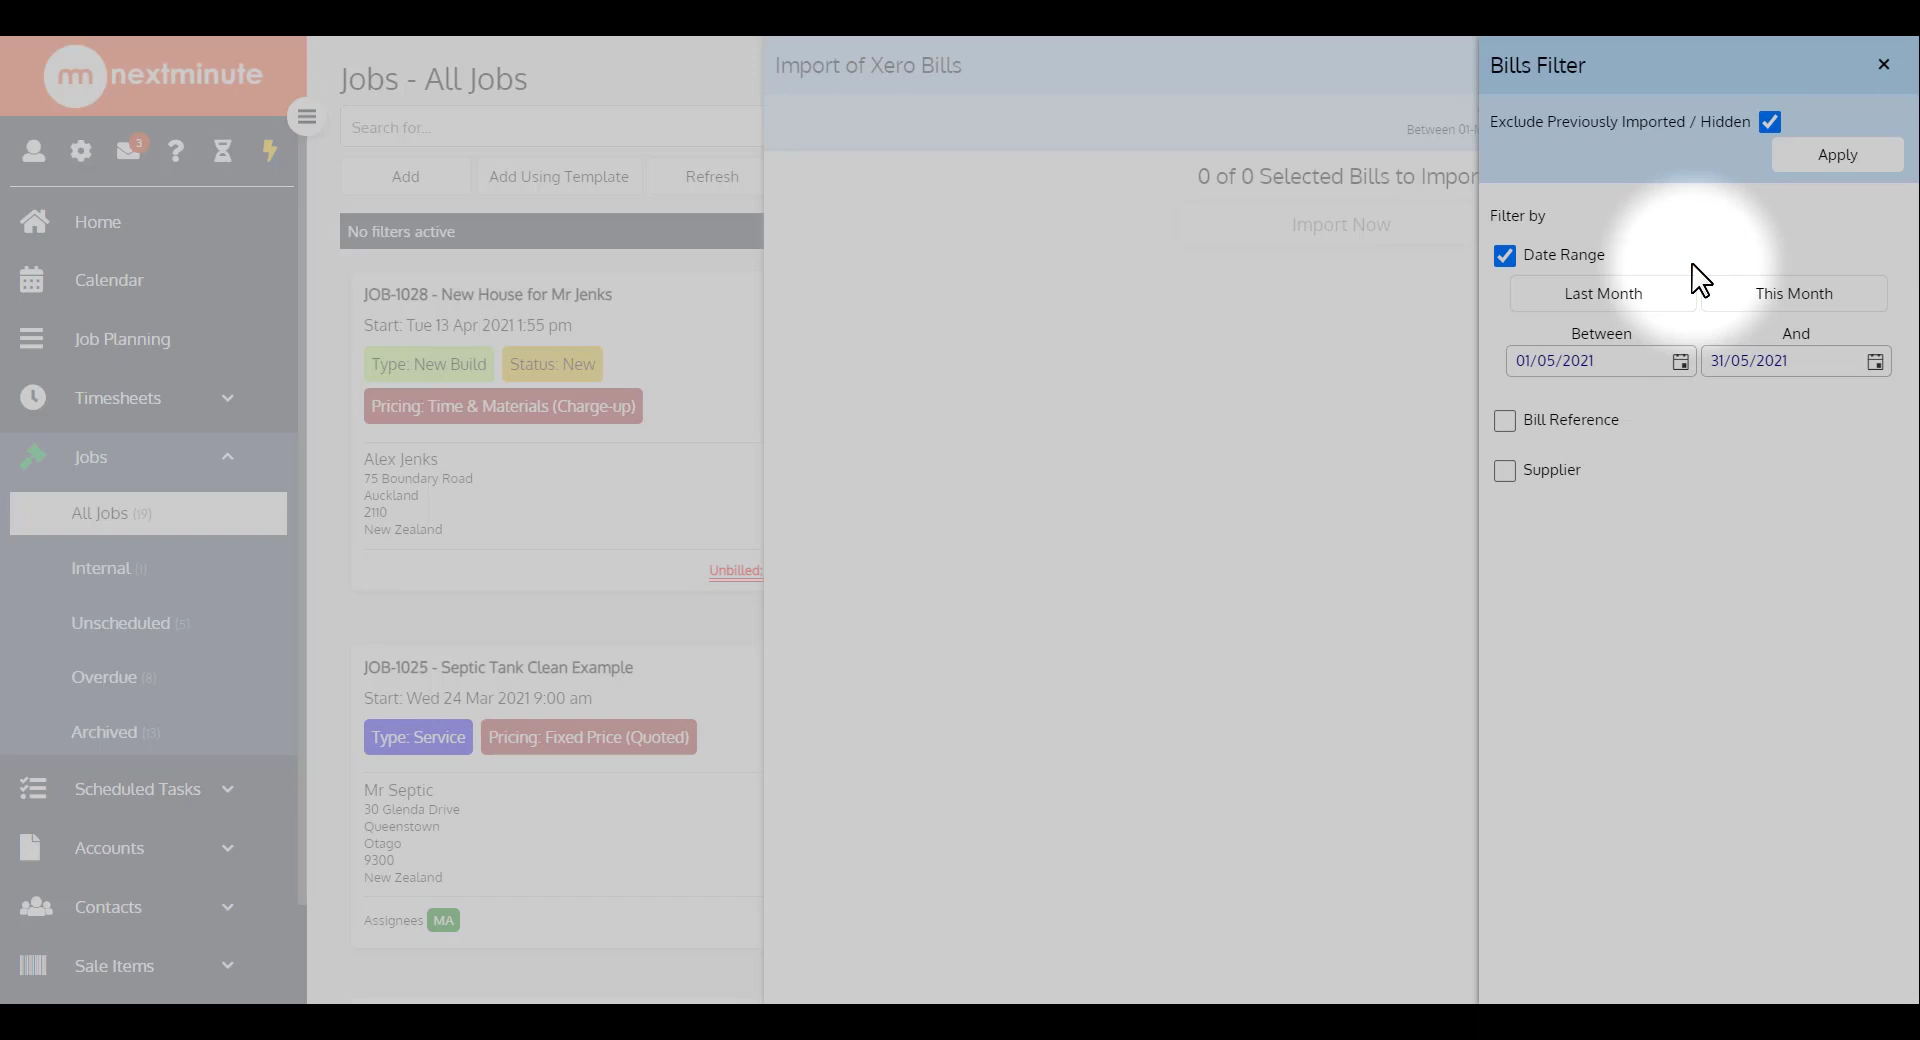 nextminute
3
Home
Calendar
Job Planning
Timesheets
Jobs
All Jobs (19)
Internal (1)
Unscheduled (5)
Overdue (8)
Archived (13)
Scheduled Tasks
Accounts
Contacts
Sale Items
Jobs - All Jobs
Search for...
Add
Add Using Template
Refresh
No filters active
JOB-1028 - New House for Mr Jenks
Start: Tue 13 Apr 2021 1:55 pm
Type: New Build
Status: New
Pricing: Time & Materials (Charge-up)
Alex Jenks
75 Boundary Road
Auckland
2110
New Zealand
Unbilled:
JOB-1025 - Septic Tank Clean Example
Start: Wed 24 Mar 2021 9:00 am
Type: Service
Pricing: Fixed Price (Quoted)
Mr Septic
30 Glenda Drive
Queenstown
Otago
9300
New Zealand
Assignees MA
Import of Xero Bills
Between 01-
0 of 0 Selected Bills to Impor
Import Now
Bills Filter
Exclude Previously Imported / Hidden
Apply
Filter by
Date Range
Last Month
This Month
Between
And
01/05/2021
31/05/2021
Bill Reference
Supplier